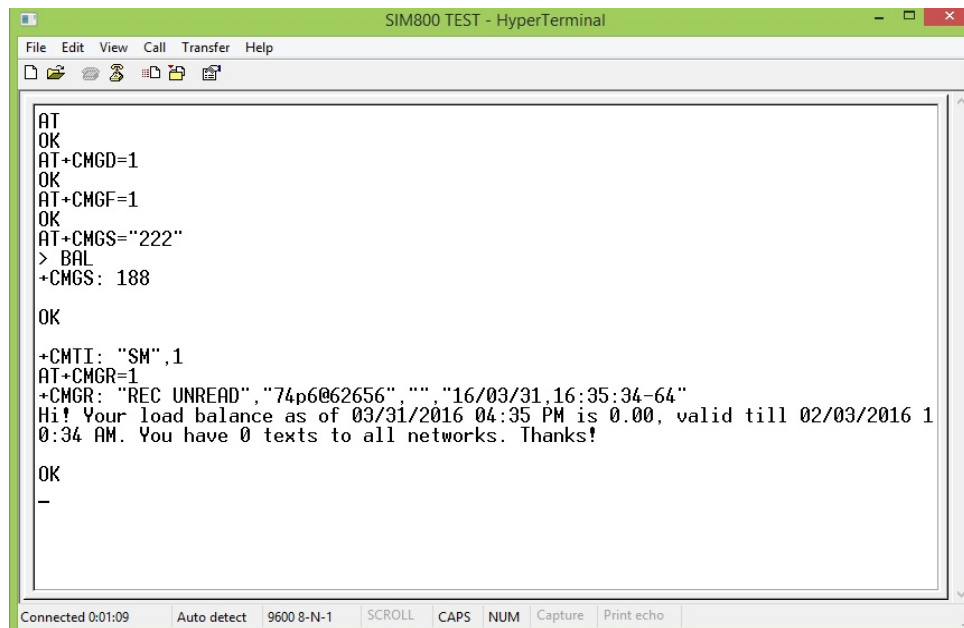 SIM800 TEST - HyperTerminal
File Edit View Call Transfer Help
AT
OK
AT+CMGD=1
OK
AT+CMGF=1
OK
AT+CMGS="222"
> BAL
+CMGS: 188
OK
+CMTI: "SM",1
AT+CMGR=1
+CMGR: "REC UNREAD","74p6@62656","","16/03/31,16:35:34-64"
Hi! Your load balance as of 03/31/2016 04:35 PM is 0.00, valid till 02/03/2016 1
0:34 AM. You have 0 texts to all networks. Thanks!
OK
Connected 0:01:09 Auto detect 9600 8-N-1 SCROLL CAPS NUM Capture Print echo